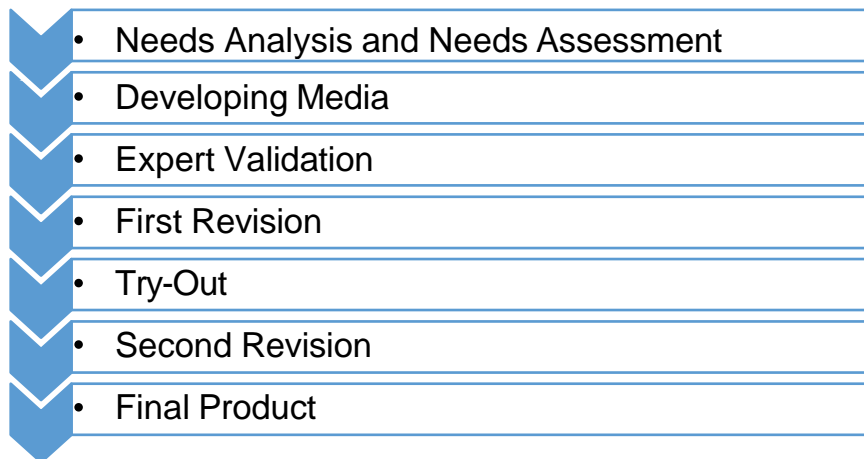 • Needs Analysis and Needs Assessment
• Developing Media
• Expert Validation
• First Revision
• Try-Out
• Second Revision
• Final Product